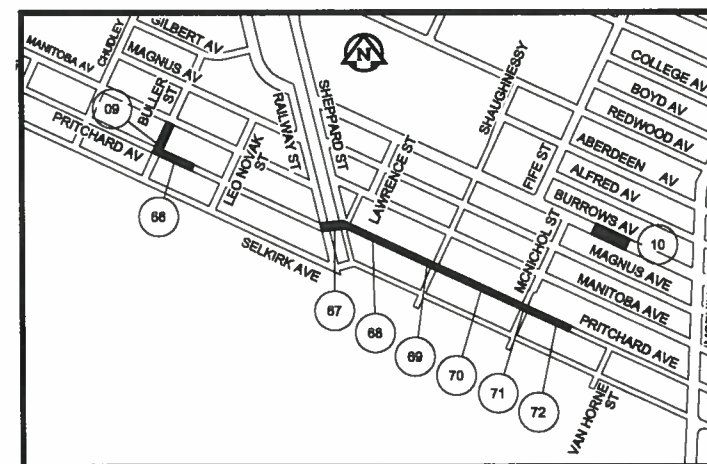 GILBERT AV
MANITOBA AV
CHUDLEY
MAGNUS AV
BULLER ST
09
PRITCHARD AV
66
LEO NOVAK ST
RAILWAY ST
SHEPPARD ST
N
LAWRENCE ST
SHAUGHNESSY
FIFE ST
COLLEGE AV
BOYD AV
REDWOOD AV
ABERDEEN AV
ALFRED AV
BURROWS AV
10
MCNICHOL ST
MAGNUS AVE
MANITOBA AVE
SELKIRK AVE
PRITCHARD AVE
67
68
69
70
71
72
VAN HORNE ST